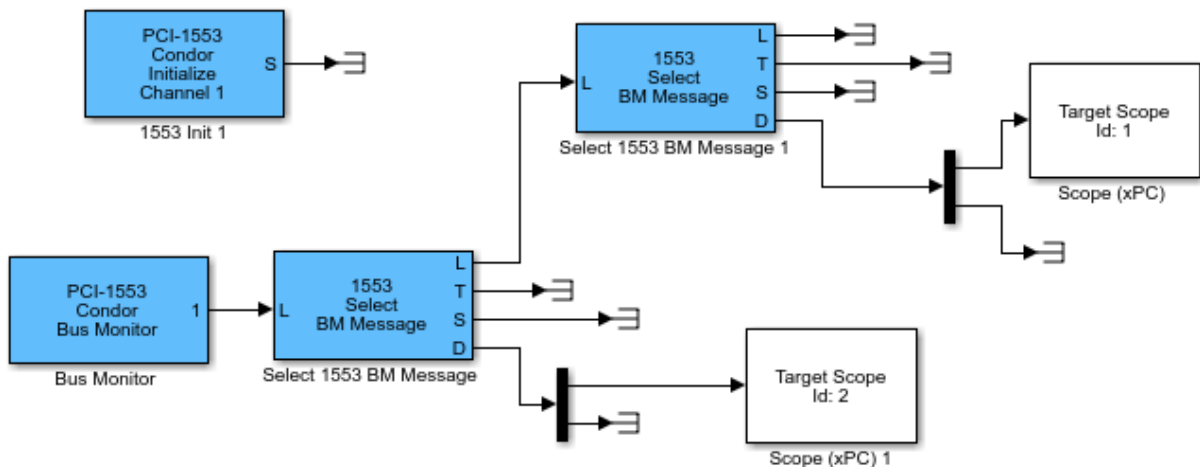 PCI-1553
Condor
Initialize
Channel 1
S
1553 Init 1
L
1553
Select
BM Message
L
T
S
D
Select 1553 BM Message 1
Target Scope
Id: 1
Scope (xPC)
PCI-1553
Condor
Bus Monitor
1
Bus Monitor
L
1553
Select
BM Message
L
T
S
D
Select 1553 BM Message
Target Scope
Id: 2
Scope (xPC) 1